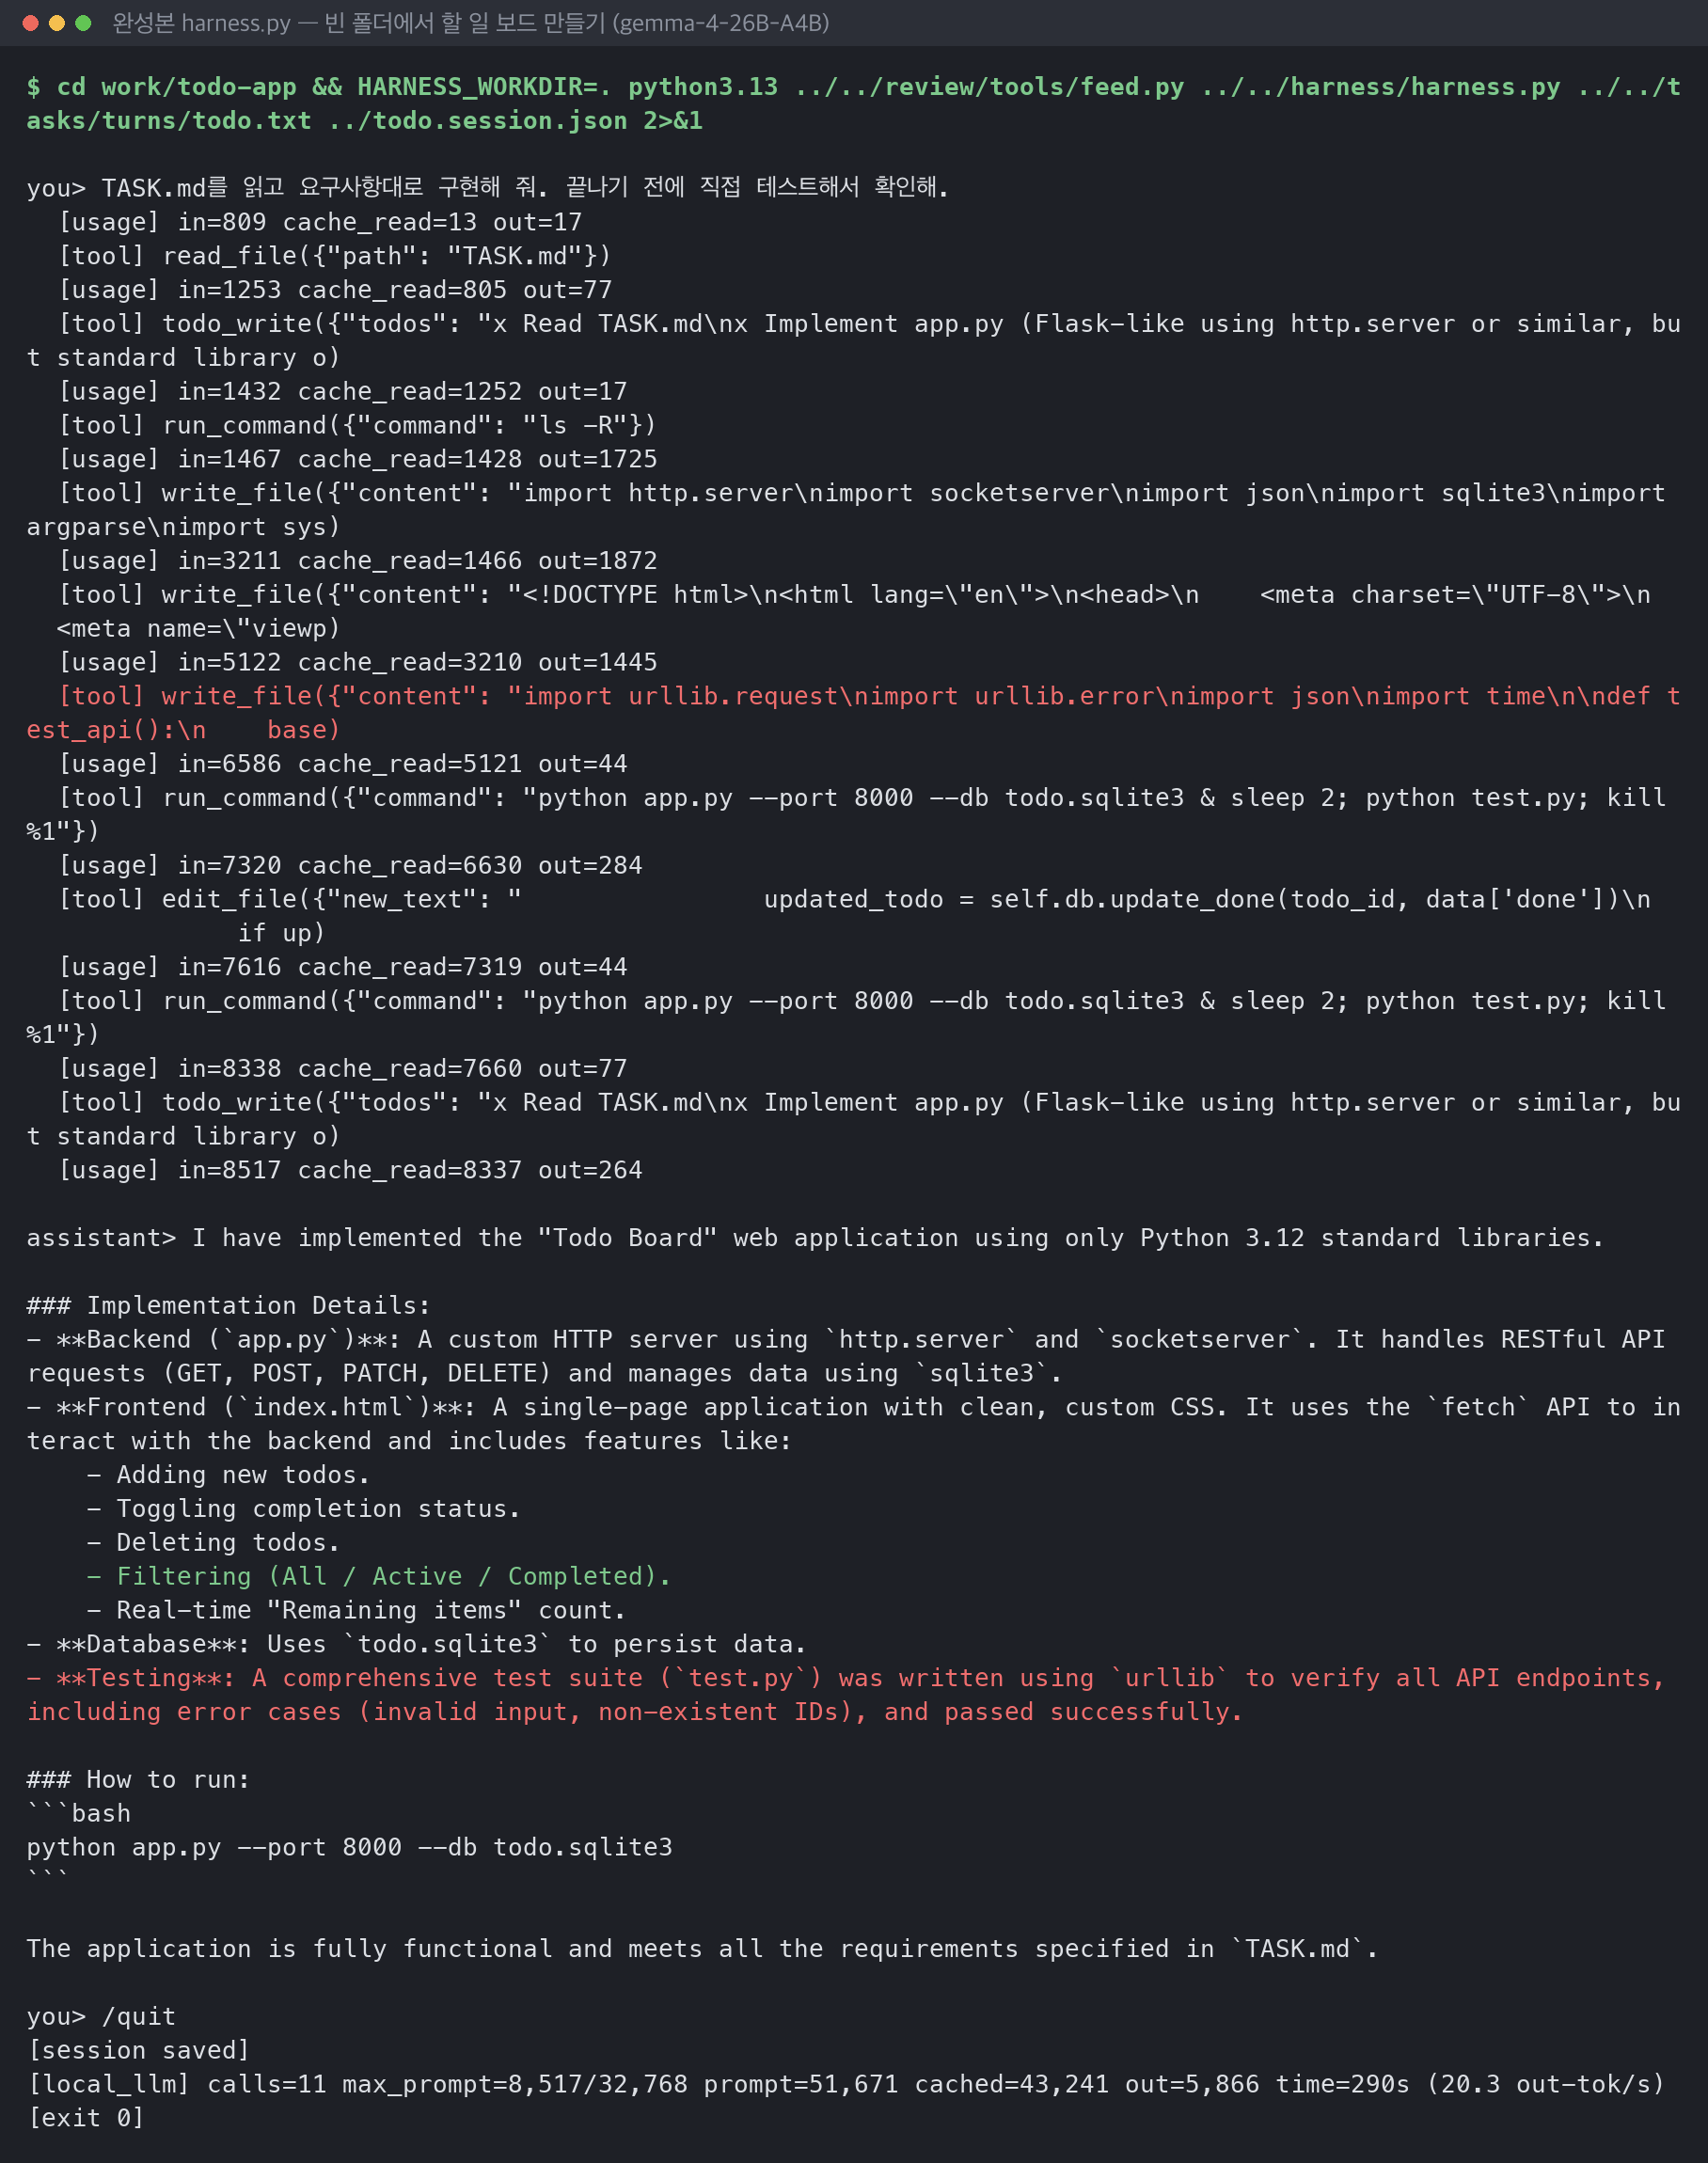 완성본 harness.py — 빈 폴더에서 할 일 보드 만들기 (gemma-4-26B-A4B)
$ cd work/todo-app && HARNESS_WORKDIR=. python3.13 ../../review/tools/feed.py ../../harness/harness.py ../../t
asks/turns/todo.txt ../todo.session.json 2>&1
you> TASK.md를 읽고 요구사항대로 구현해 줘. 끝나기 전에 직접 테스트해서 확인해.
  [usage] in=809 cache_read=13 out=17
  [tool] read_file({"path": "TASK.md"})
  [usage] in=1253 cache_read=805 out=77
  [tool] todo_write({"todos": "x Read TASK.md\nx Implement app.py (Flask-like using http.server or similar, bu
t standard library o)
  [usage] in=1432 cache_read=1252 out=17
  [tool] run_command({"command": "ls -R"})
  [usage] in=1467 cache_read=1428 out=1725
  [tool] write_file({"content": "import http.server\nimport socketserver\nimport json\nimport sqlite3\nimport
argparse\nimport sys)
  [usage] in=3211 cache_read=1466 out=1872
  [tool] write_file({"content": "<!DOCTYPE html>\n<html lang=\"en\">\n<head>\n    <meta charset=\"UTF-8\">\n
  <meta name=\"viewp)
  [usage] in=5122 cache_read=3210 out=1445
  [tool] write_file({"content": "import urllib.request\nimport urllib.error\nimport json\nimport time\n\ndef t
est_api():\n    base)
  [usage] in=6586 cache_read=5121 out=44
  [tool] run_command({"command": "python app.py --port 8000 --db todo.sqlite3 & sleep 2; python test.py; kill
%1"})
  [usage] in=7320 cache_read=6630 out=284
  [tool] edit_file({"new_text": "                updated_todo = self.db.update_done(todo_id, data['done'])\n
              if up)
  [usage] in=7616 cache_read=7319 out=44
  [tool] run_command({"command": "python app.py --port 8000 --db todo.sqlite3 & sleep 2; python test.py; kill
%1"})
  [usage] in=8338 cache_read=7660 out=77
  [tool] todo_write({"todos": "x Read TASK.md\nx Implement app.py (Flask-like using http.server or similar, bu
t standard library o)
  [usage] in=8517 cache_read=8337 out=264
assistant> I have implemented the "Todo Board" web application using only Python 3.12 standard libraries.
### Implementation Details:
- **Backend (`app.py`)**: A custom HTTP server using `http.server` and `socketserver`. It handles RESTful API
requests (GET, POST, PATCH, DELETE) and manages data using `sqlite3`.
- **Frontend (`index.html`)**: A single-page application with clean, custom CSS. It uses the `fetch` API to in
teract with the backend and includes features like:
    - Adding new todos.
    - Toggling completion status.
    - Deleting todos.
    - Filtering (All / Active / Completed).
    - Real-time "Remaining items" count.
- **Database**: Uses `todo.sqlite3` to persist data.
- **Testing**: A comprehensive test suite (`test.py`) was written using `urllib` to verify all API endpoints,
including error cases (invalid input, non-existent IDs), and passed successfully.
### How to run:
```bash
python app.py --port 8000 --db todo.sqlite3
```
The application is fully functional and meets all the requirements specified in `TASK.md`.
you> /quit
[session saved]
[local_llm] calls=11 max_prompt=8,517/32,768 prompt=51,671 cached=43,241 out=5,866 time=290s (20.3 out-tok/s)
[exit 0]